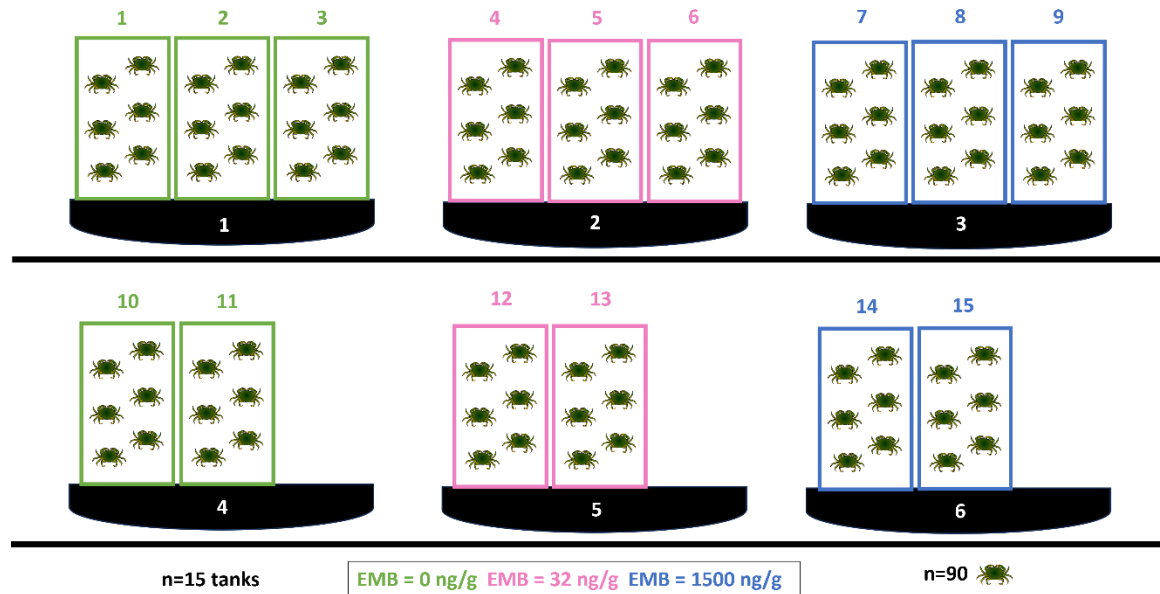 1 2 3 4 5 6 7 8 9
1 2 3
10 11 12 13 14 15
4 5 6
n=15 tanks EMB = 0 ng/g EMB = 32 ng/g EMB = 1500 ng/g n=90